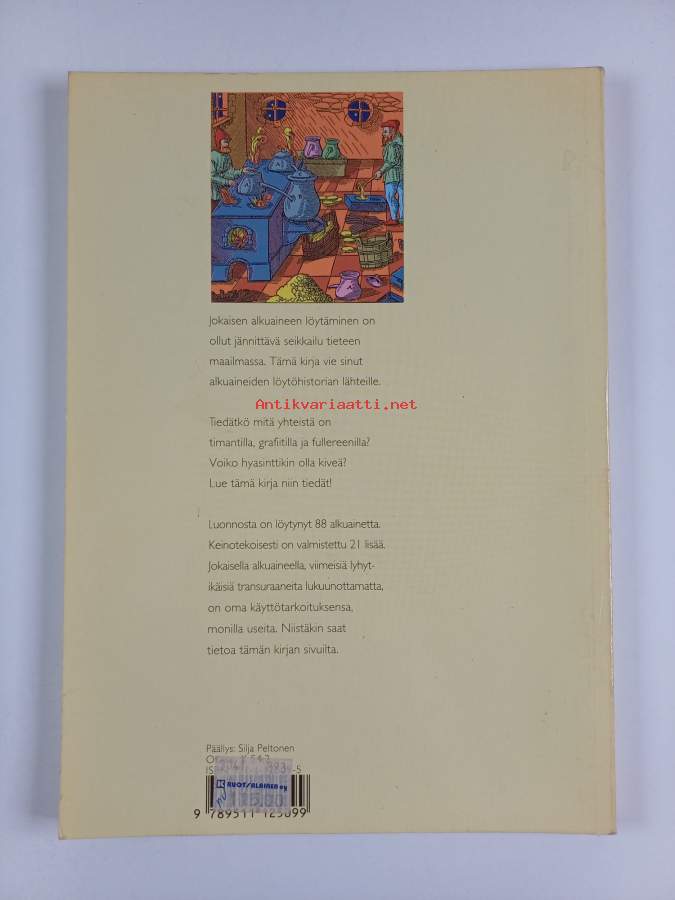 Jokaisen alkuaineen löytäminen on
ollut jännittävä seikkailu tieteen
maailmassa. Tämä kirja vie sinut
alkuaineiden löytöhistorian lähteille.
Antikvariaatti.net
Tiedätkö mitä yhteistä on
timantilla, grafiitilla ja fullereenilla?
Voiko hyasinttikin olla kiveä?
Lue tämä kirja niin tiedät!
Luonnosta on löytynyt 88 alkuainetta.
Keinotekoisesti on valmistettu 21 lisää.
Jokaisella alkuaineella, viimeisiä lyhyt-
ikäisiä transuraaneita lukuunottamatta,
on oma käyttötarkoituksensa,
monilla useita. Niistäkin saat
tietoa tämän kirjan sivuilta.
Päällys: Silja Peltonen
RUOTSALAINEN oy
9 789511 125099